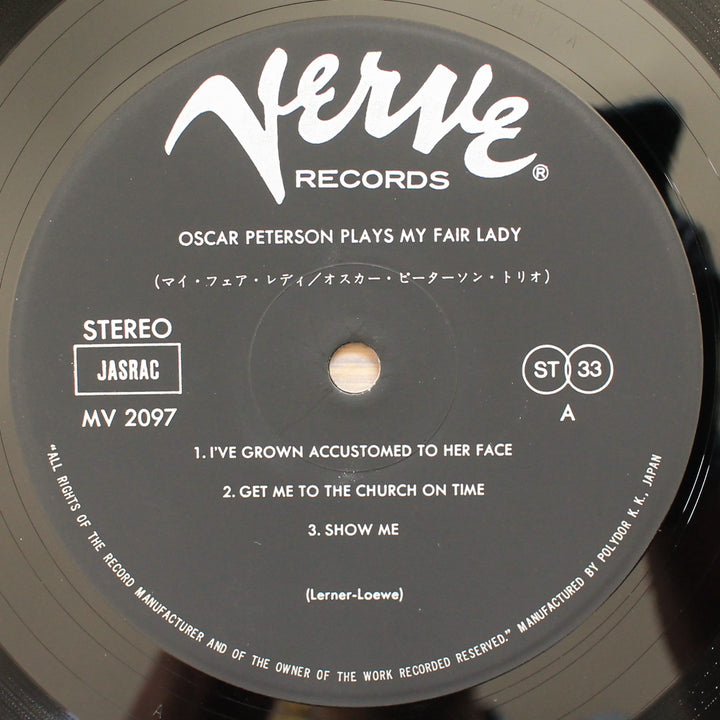 Verve
RECORDS ®
OSCAR PETERSON PLAYS MY FAIR LADY
(マイ・フェア・レディ/オスカー・ピーターソン・トリオ)
STEREO
JASRAC
MV 2097
ST 33
A
1. I'VE GROWN ACCUSTOMED TO HER FACE
2. GET ME TO THE CHURCH ON TIME
3. SHOW ME
(Lerner-Loewe)
"ALL RIGHTS OF THE RECORD MANUFACTURER AND OF THE OWNER OF THE WORK RECORDED RESERVED." MANUFACTURED BY POLYDOR K. K., JAPAN